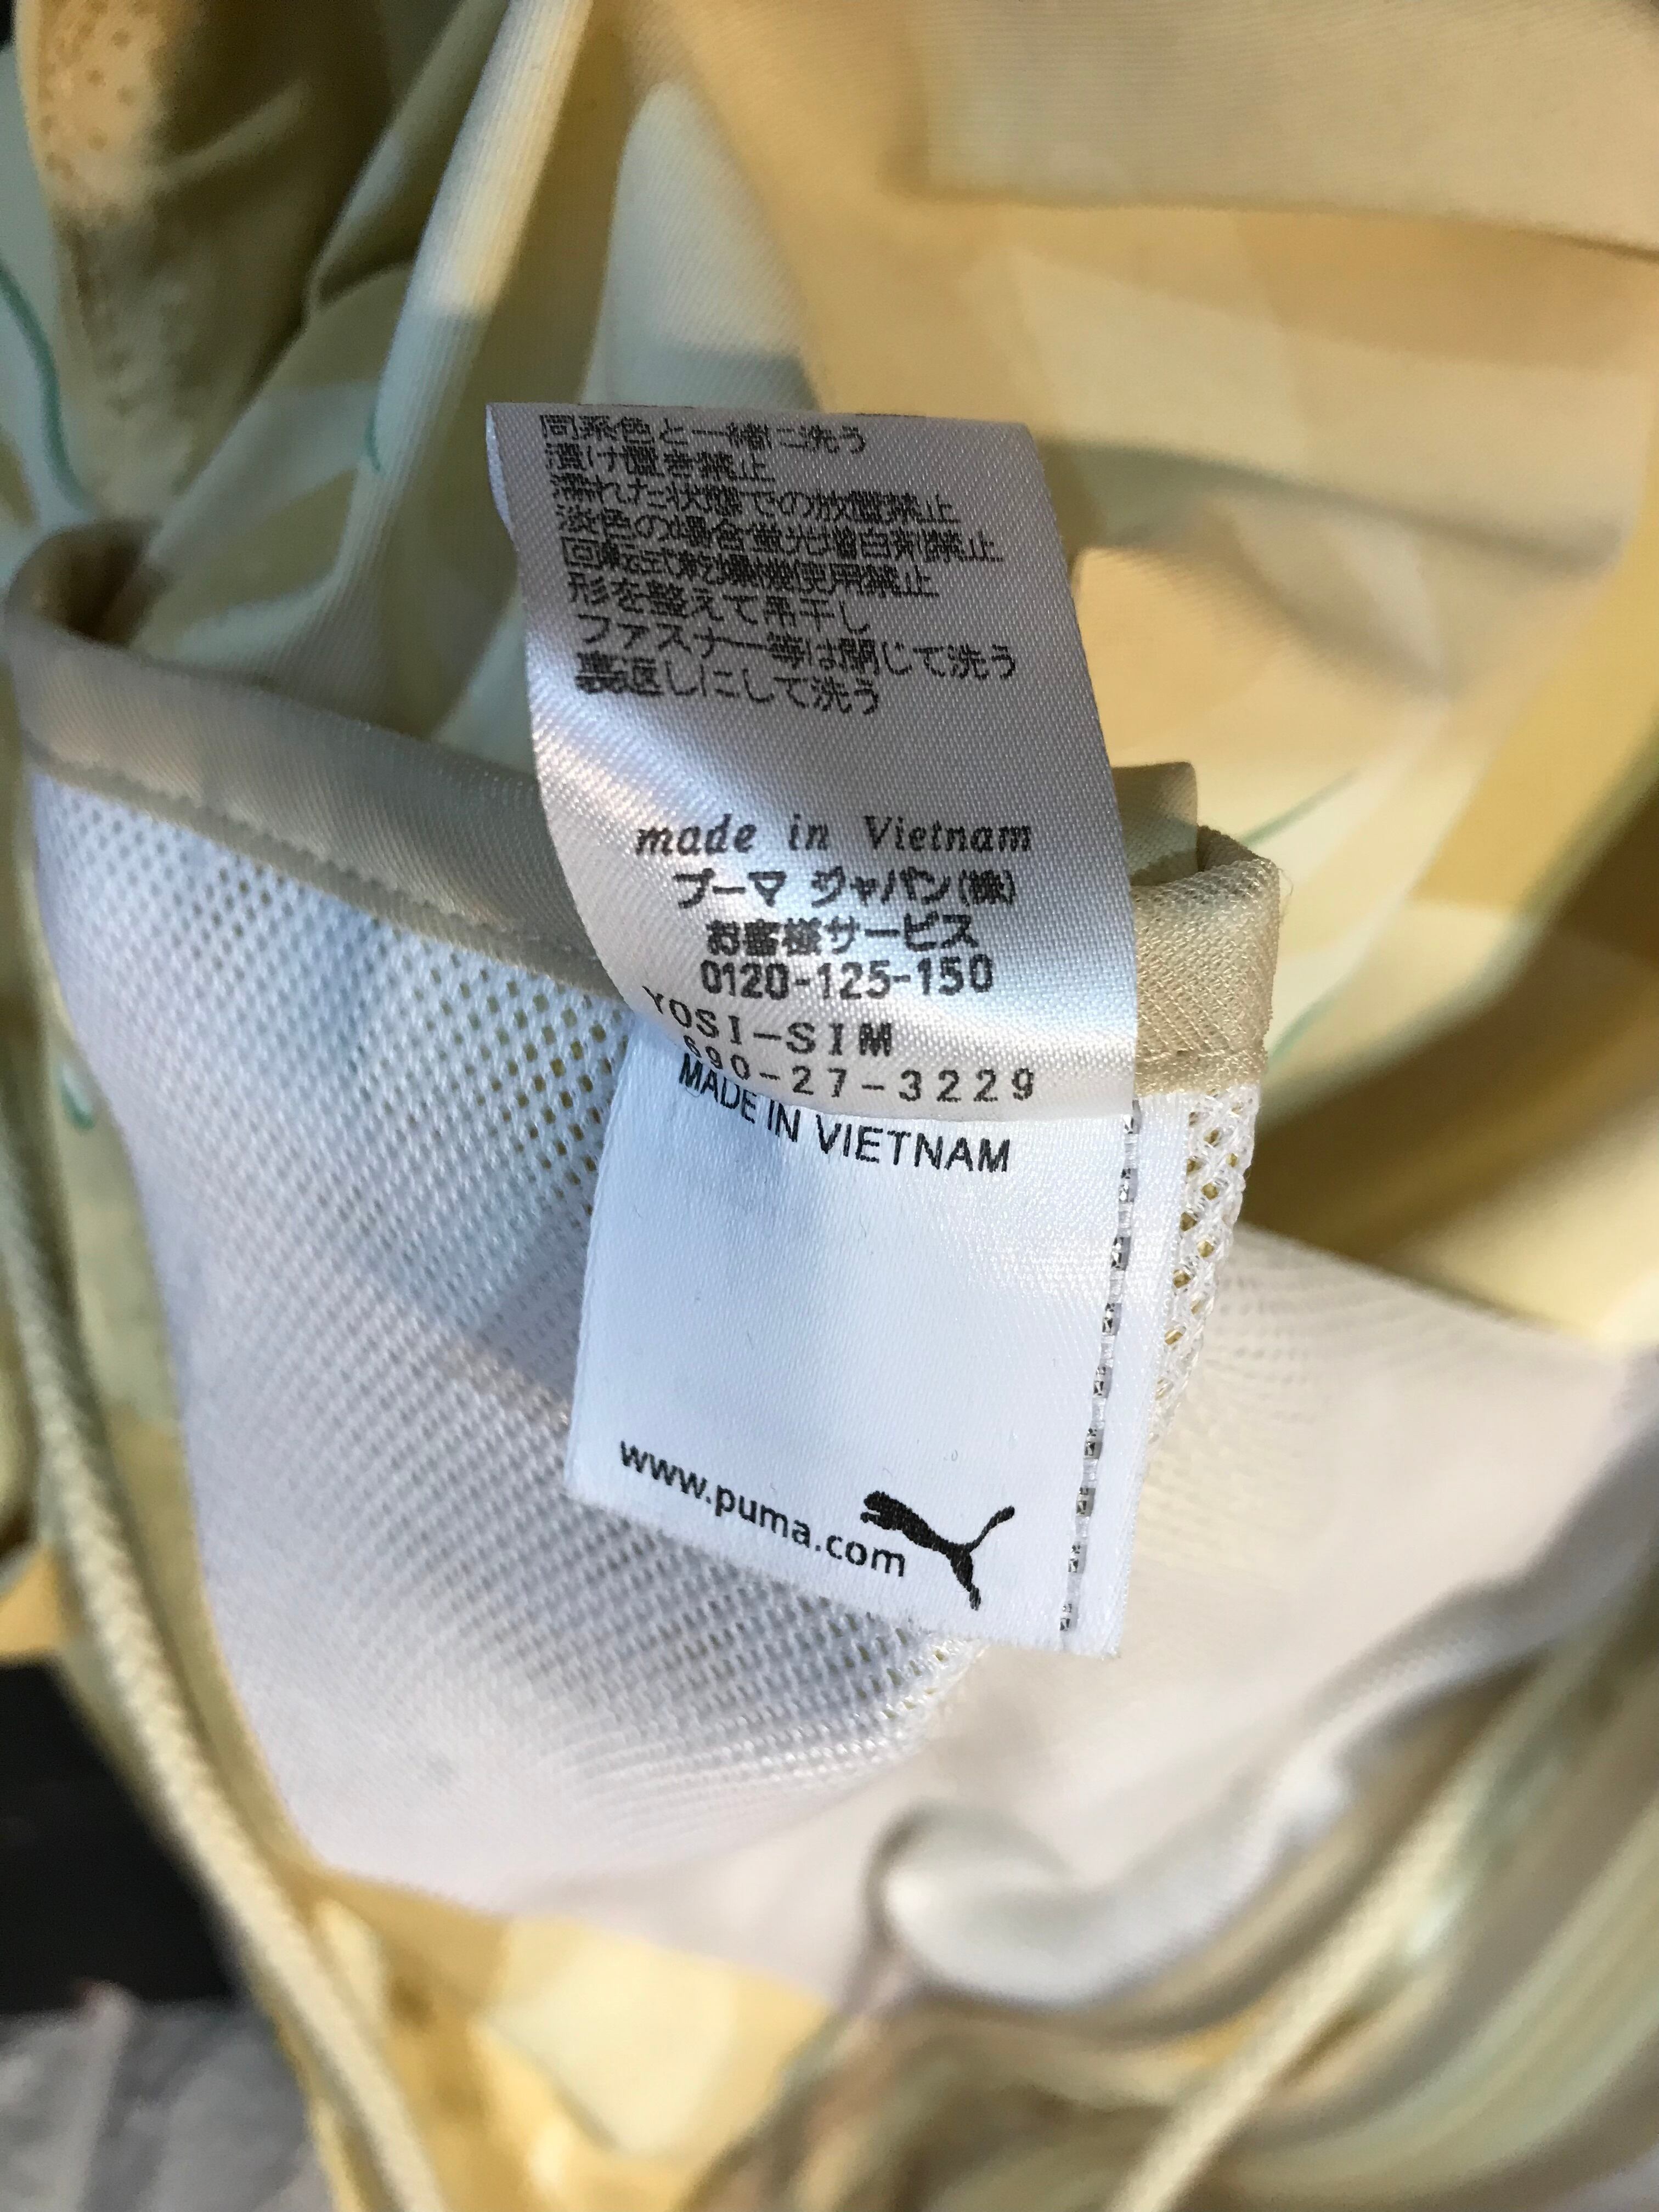 同系色と一緒に洗う
漬け置き禁止
濡れた状態での放置禁止
淡色の場合蛍光増白剤禁止
回転式乾燥機使用禁止
形を整えて吊干し
ファスナー等は閉じて洗う
裏返しにして洗う
made in Vietnam
プーマ ジャパン(株)
お客様サービス
0120-125-150
YOSI-SIM
690-27-3229
MADE IN VIETNAM
www.puma.com